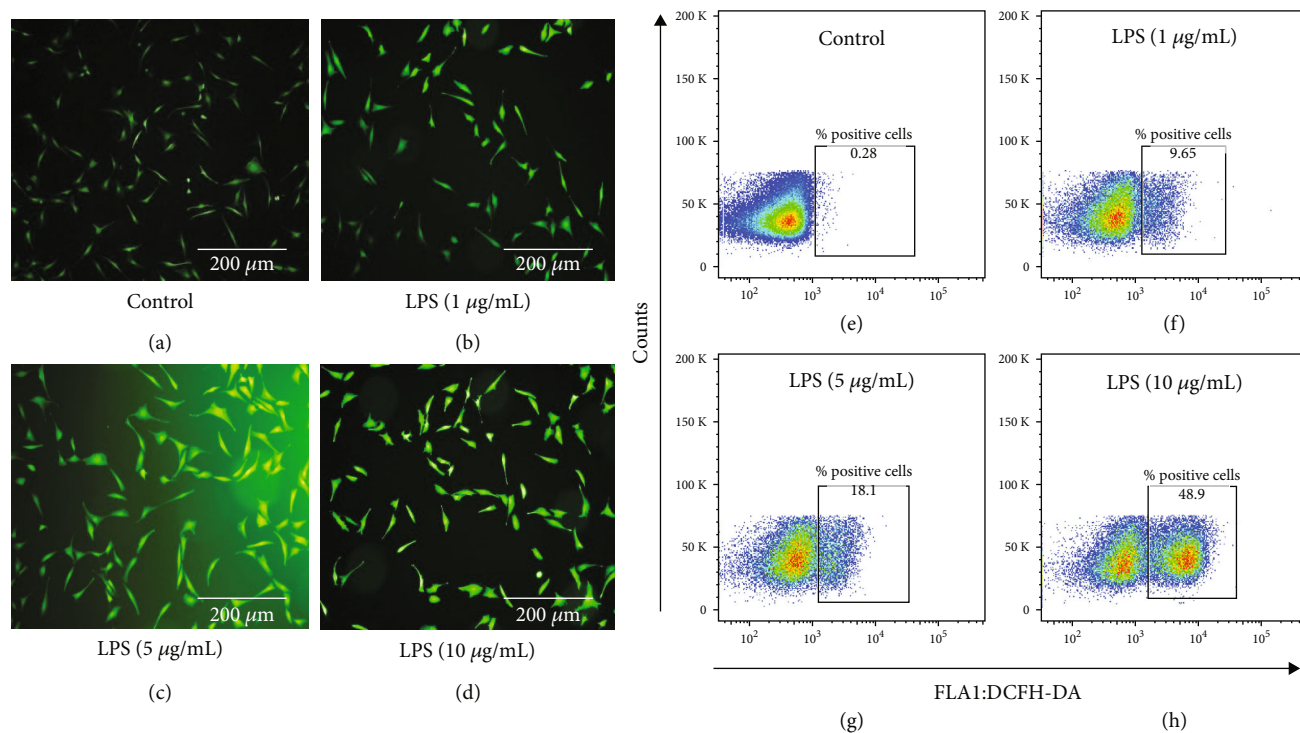 200 μm
Control
(a)
200 μm
LPS (1 μg/mL)
(b)
200 μm
LPS (5 μg/mL)
(c)
200 μm
LPS (10 μg/mL)
(d)
Counts
200 K
150 K
100 K
50 K
0
Control
% positive cells
0.28
10²
10³
10⁴
10⁵
(e)
200 K
150 K
100 K
50 K
0
LPS (1 μg/mL)
% positive cells
9.65
10²
10³
10⁴
10⁵
(f)
200 K
150 K
100 K
50 K
0
LPS (5 μg/mL)
% positive cells
18.1
10²
10³
10⁴
10⁵
200 K
150 K
100 K
50 K
0
LPS (10 μg/mL)
% positive cells
48.9
10²
10³
10⁴
10⁵
FLA1:DCFH-DA
(g)
(h)